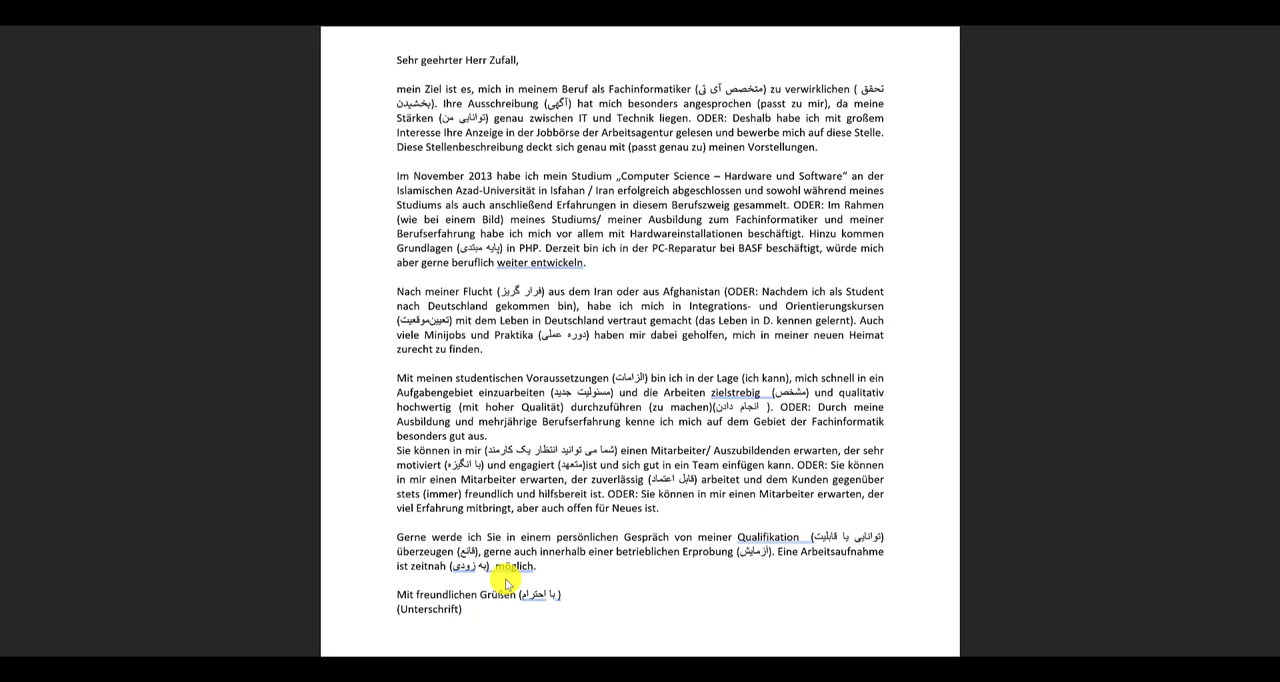 Sehr geehrter Herr Zufall,
mein Ziel ist es, mich in meinem Beruf als Fachinformatiker (متخصص آی تی) zu verwirklichen ( تحقق
بخشیدن). Ihre Ausschreibung (آگهی) hat mich besonders angesprochen (passt zu mir), da meine
Stärken (توانایی من) genau zwischen IT und Technik liegen. ODER: Deshalb habe ich mit großem
Interesse Ihre Anzeige in der Jobbörse der Arbeitsagentur gelesen und bewerbe mich auf diese Stelle.
Diese Stellenbeschreibung deckt sich genau mit (passt genau zu) meinen Vorstellungen.
Im November 2013 habe ich mein Studium „Computer Science – Hardware und Software“ an der
Islamischen Azad-Universität in Isfahan / Iran erfolgreich abgeschlossen und sowohl während meines
Studiums als auch anschließend Erfahrungen in diesem Berufszweig gesammelt. ODER: Im Rahmen
(wie bei einem Bild) meines Studiums/ meiner Ausbildung zum Fachinformatiker und meiner
Berufserfahrung habe ich mich vor allem mit Hardwareinstallationen beschäftigt. Hinzu kommen
Grundlagen (پایه مبتدی) in PHP. Derzeit bin ich in der PC-Reparatur bei BASF beschäftigt, würde mich
aber gerne beruflich weiter entwickeln.
Nach meiner Flucht (فرار گریز) aus dem Iran oder aus Afghanistan (ODER: Nachdem ich als Student
nach Deutschland gekommen bin), habe ich mich in Integrations- und Orientierungskursen
(تعیین‌موقعیت) mit dem Leben in Deutschland vertraut gemacht (das Leben in D. kennen gelernt). Auch
viele Minijobs und Praktika (دوره عملی) haben mir dabei geholfen, mich in meiner neuen Heimat
zurecht zu finden.
Mit meinen studentischen Voraussetzungen (الزامات) bin ich in der Lage (ich kann), mich schnell in ein
Aufgabengebiet einzuarbeiten (مسئولیت جدید) und die Arbeiten zielstrebig (مشخص) und qualitativ
hochwertig (mit hoher Qualität) durchzuführen (zu machen)(انجام دادن ). ODER: Durch meine
Ausbildung und mehrjährige Berufserfahrung kenne ich mich auf dem Gebiet der Fachinformatik
besonders gut aus.
Sie können in mir (شما می توانید انتظار یک کارمند) einen Mitarbeiter/ Auszubildenden erwarten, der sehr
motiviert (با انگیزه) und engagiert (متعهد)ist und sich gut in ein Team einfügen kann. ODER: Sie können
in mir einen Mitarbeiter erwarten, der zuverlässig (قابل اعتماد) arbeitet und dem Kunden gegenüber
stets (immer) freundlich und hilfsbereit ist. ODER: Sie können in mir einen Mitarbeiter erwarten, der
viel Erfahrung mitbringt, aber auch offen für Neues ist.
Gerne werde ich Sie in einem persönlichen Gespräch von meiner Qualifikation (توانایی یا قابلیت)
überzeugen (قانع), gerne auch innerhalb einer betrieblichen Erprobung (آزمایش). Eine Arbeitsaufnahme
ist zeitnah (به زودی) möglich.
Mit freundlichen Grüßen (با احترام )
(Unterschrift)